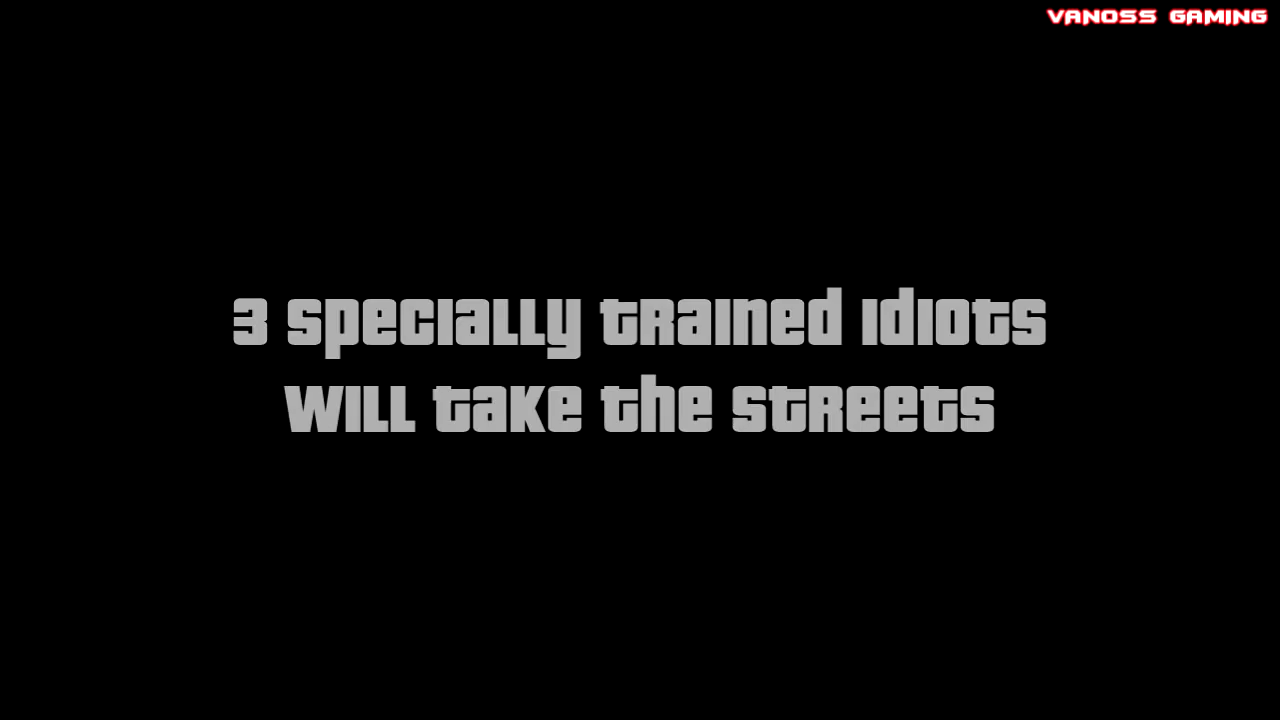 VANOSS GAMING
3 specially trained idiots
will take the streets